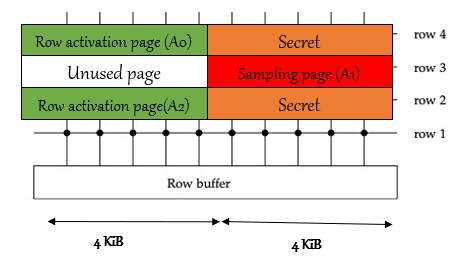 Row activation page (A0) Secret row 4
Unused page Sampling page (A1) row 3
Row activation page(A2) Secret row 2
row 1
Row buffer
4 KiB 4 KiB